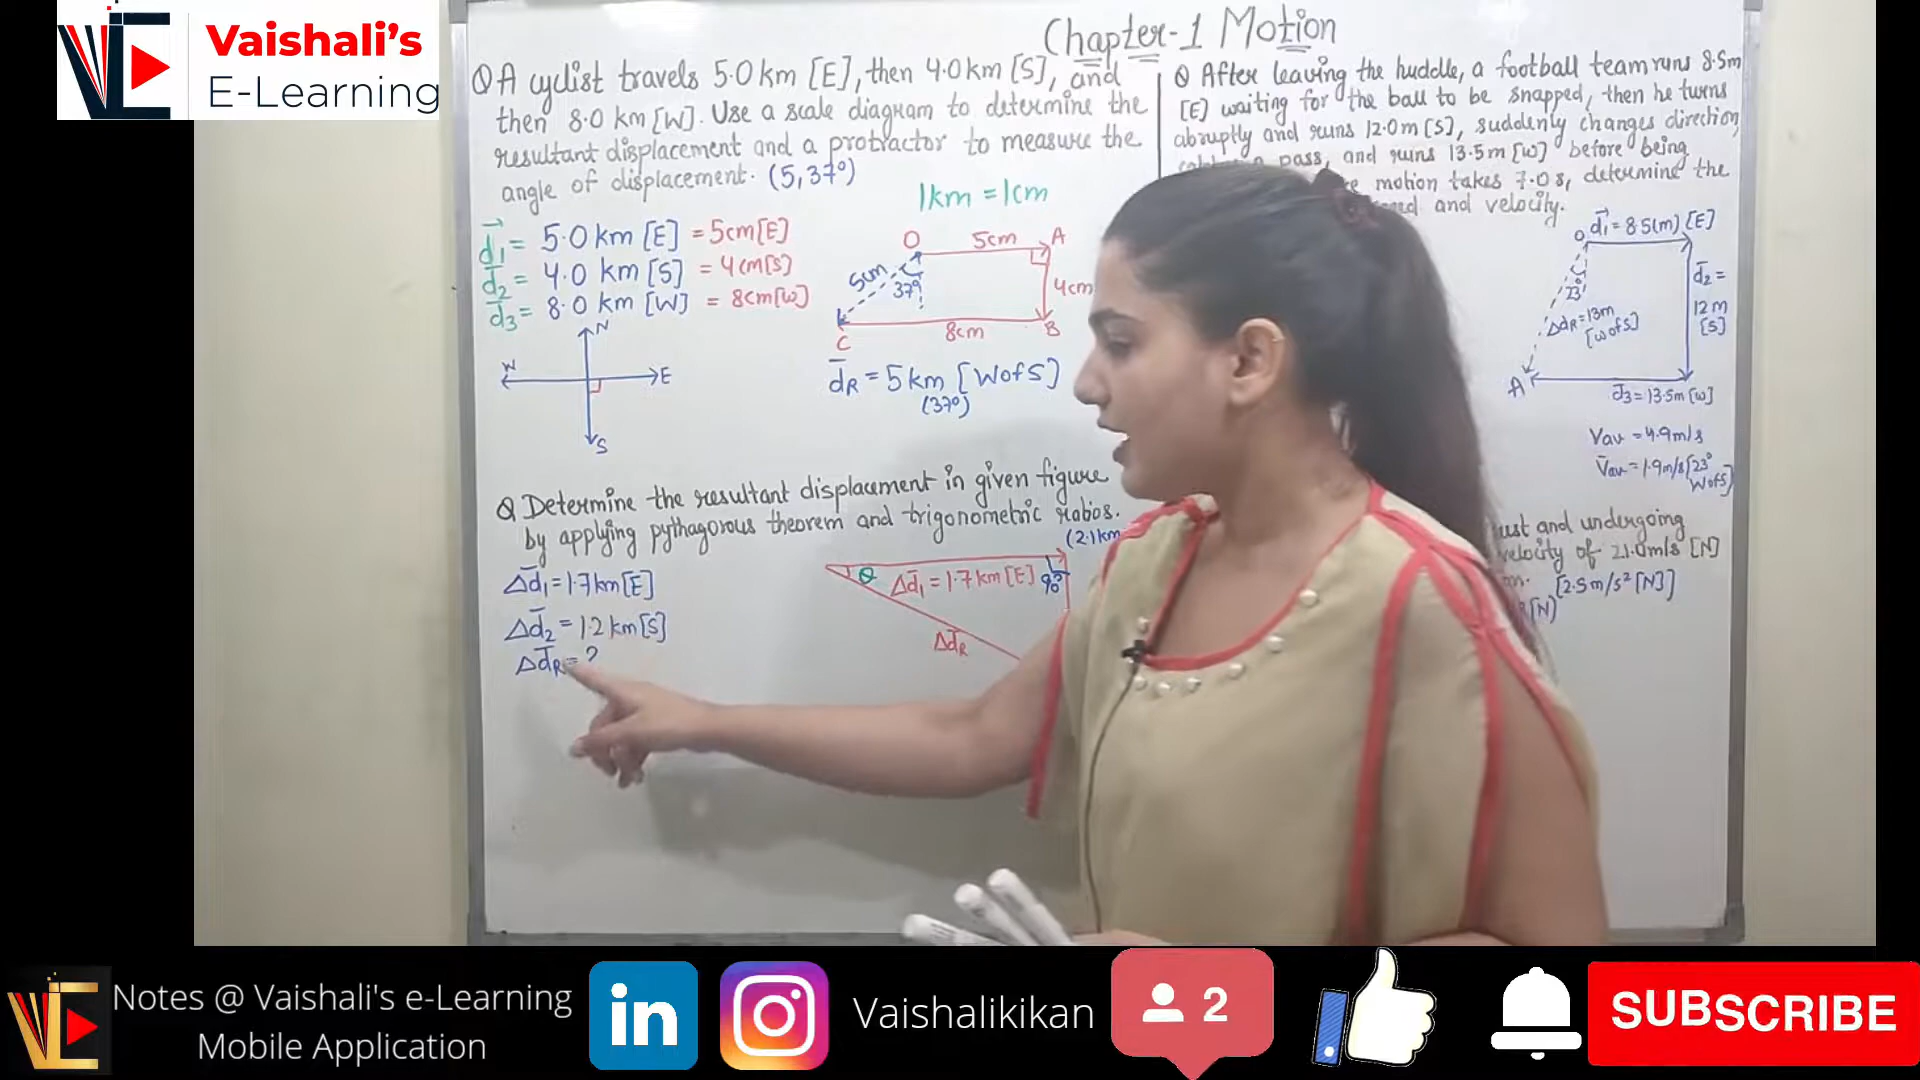 Vaishali's
E-Learning
Chapter-1 Motion
Q A cyclist travels 5.0 km [E], then 4.0 km [S], and
then 8.0 km [W]. Use a scale diagram to determine the
resultant displacement and a protractor to measure the
angle of displacement. (5, 37°)
1km = 1cm
d1 = 5.0 km [E] = 5cm [E]
d2 = 4.0 km [S] = 4cm [S]
d3 = 8.0 km [W] = 8cm [W]
N
W
E
S
O
5cm
A
5cm
37°
4cm
C
8cm
B
dR = 5 km [W of S]
(37°)
Q Determine the resultant displacement in given figure
by applying pythagorous theorem and trigonometric ratios.
(2.1km
Δd1 = 1.7 km [E]
Δd2 = 1.2 km [S]
ΔdR = ?
θ
Δd1 = 1.7 km [E]
90°
ΔdR
Q After leaving the huddle, a football team runs 8.5m
[E] waiting for the ball to be snapped, then he turns
abruptly and runs 12.0m [S], suddenly changes direction,
pass, and runs 13.5m [W] before being
motion takes 7.0 s, determine the
and velocity.
O
d1 = 8.5(m) [E]
23°
d2 =
12 m
[S]
ΔdR = 13m
[W of S]
A
d3 = 13.5m [W]
Vav = 4.9m/s
Vav = 1.9m/s [23°
W of S]
and undergoing
velocity of 21.0m/s [N]
[2.5 m/s² [N]]
[N]
Notes @ Vaishali's e-Learning
Mobile Application
in
Vaishalikikan
2
SUBSCRIBE